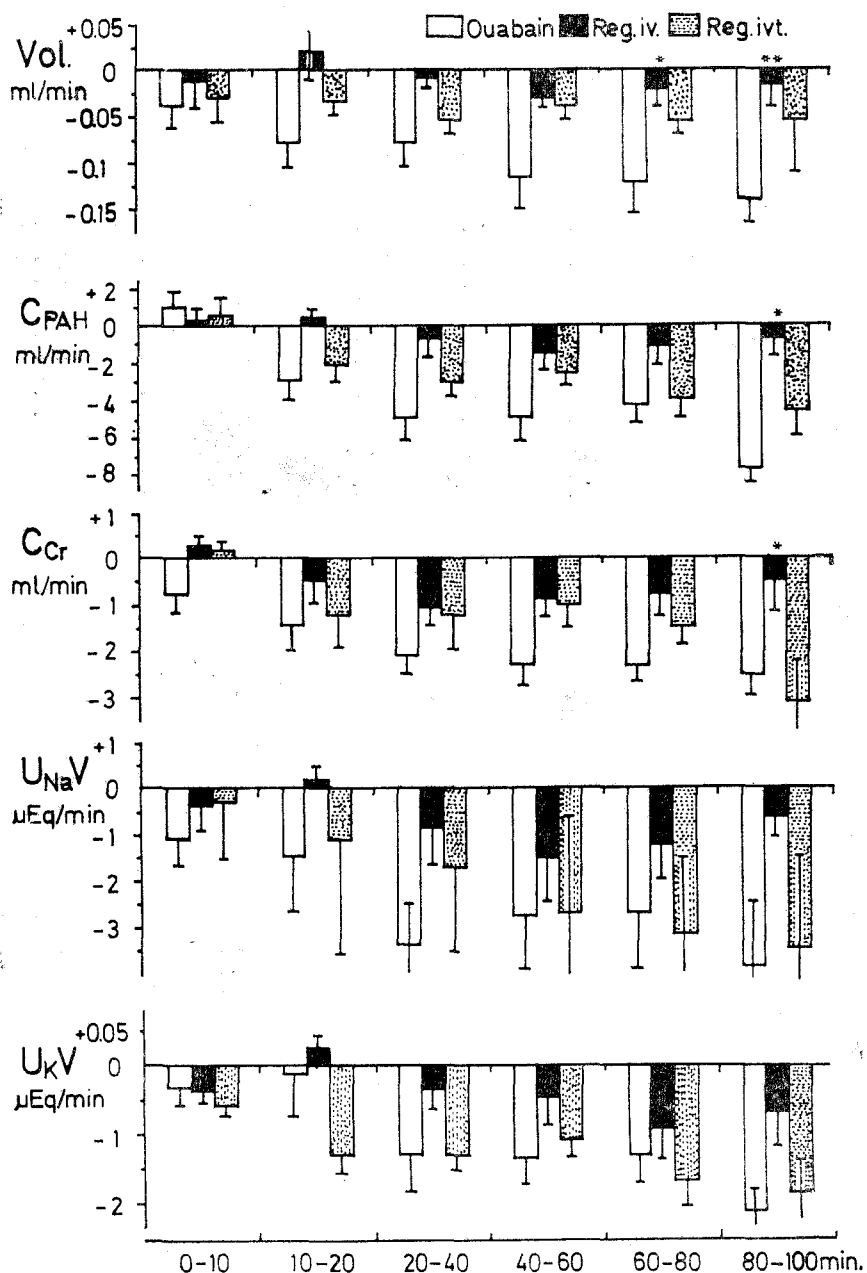 Ouabain Reg.iv. Reg.ivt.
Vol.
ml/min
+0.05
0
-0.05
-0.1
-0.15
* **
CPAH
ml/min
+2
0
-2
-4
-6
-8
*
CCr
ml/min
+1
0
-1
-2
-3
*
UNaV
µEq/min
+1
0
-1
-2
-3
UKV
µEq/min
+0.05
0
-1
-2
0-10 10-20 20-40 40-60 60-80 80-100min.